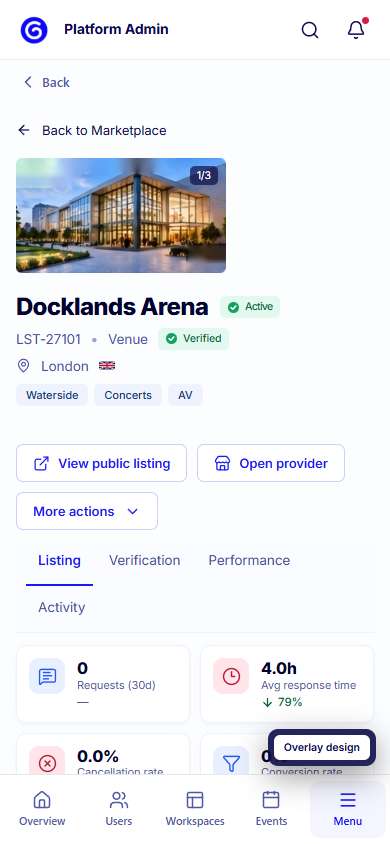 Platform Admin
Back
Back to Marketplace
1/3
Docklands Arena
Active
LST-27101 • Venue
Verified
London
Waterside
Concerts
AV
View public listing
Open provider
More actions
Listing
Verification
Performance
Activity
0
Requests (30d)
—
4.0h
Avg response time
↓ 79%
0.0%
Cancellation rate
Conversion rate
Overlay design
Overview
Users
Workspaces
Events
Menu